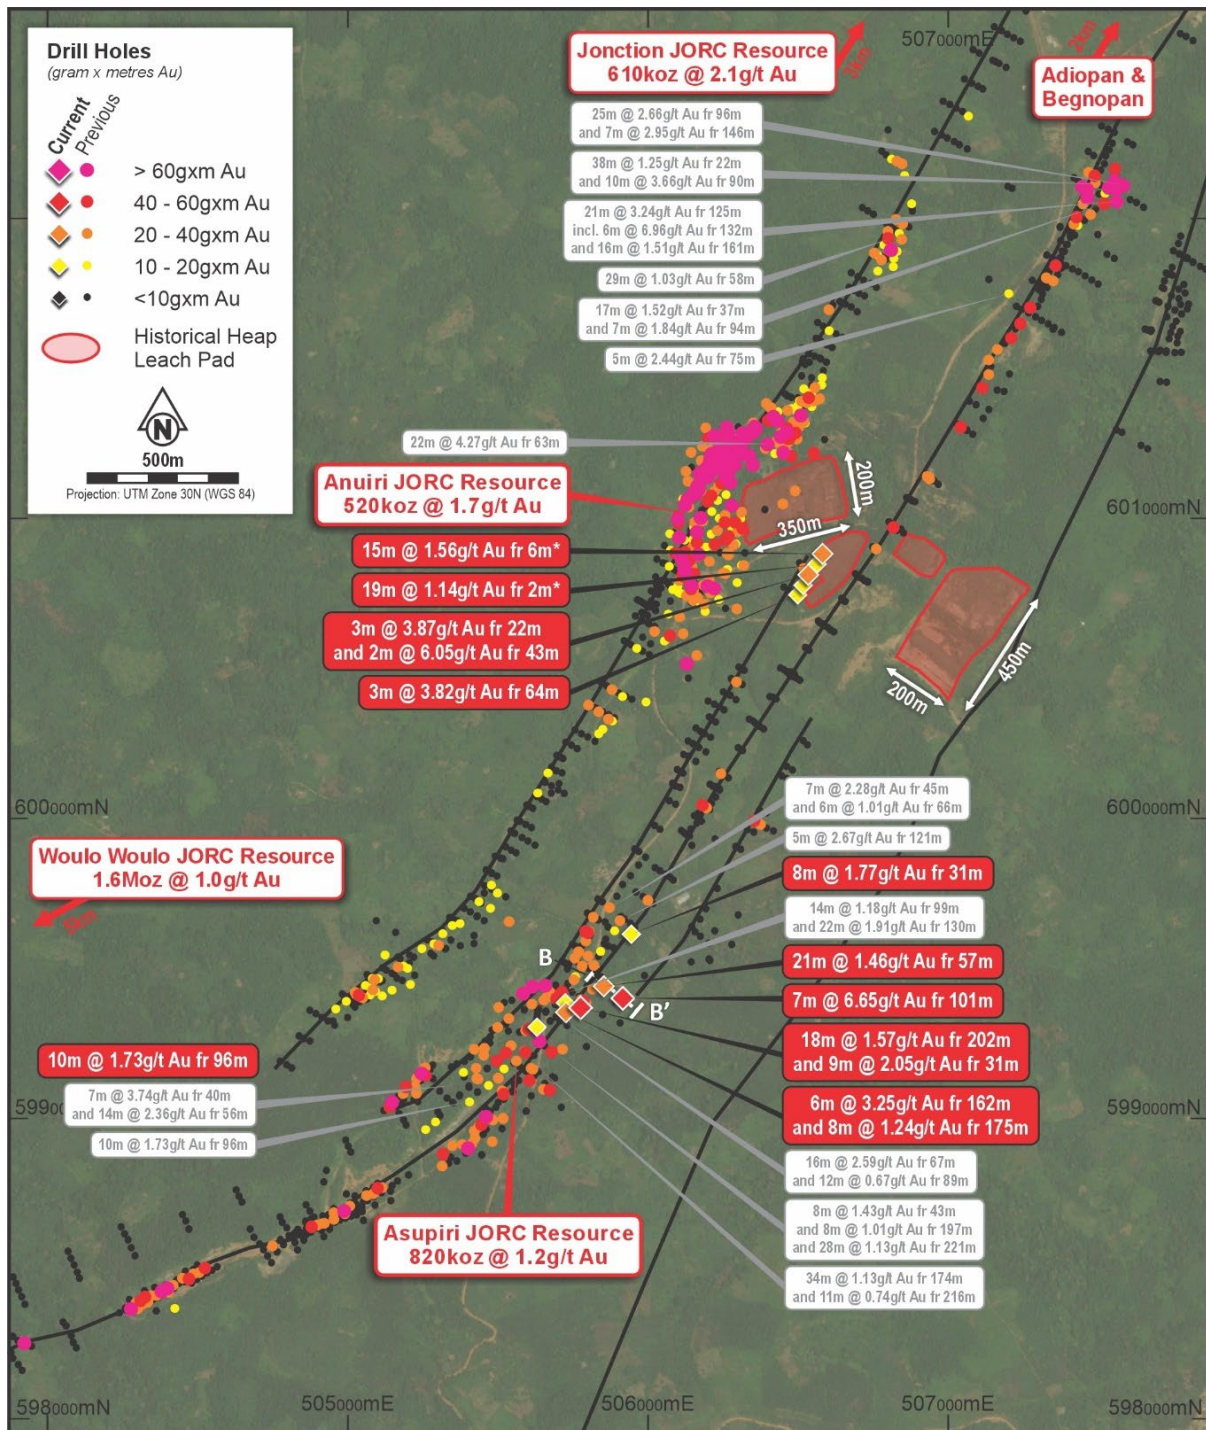 Drill Holes
(gram x metres Au)
Current
Previous
> 60gxm Au
40 - 60gxm Au
20 - 40gxm Au
10 - 20gxm Au
<10gxm Au
Historical Heap
Leach Pad
N
500m
Projection: UTM Zone 30N (WGS 84)
Jonction JORC Resource
610koz @ 2.1g/t Au
3km
507000mE
2km
Adiopan &
Begnopan
25m @ 2.66g/t Au fr 96m
and 7m @ 2.95g/t Au fr 146m
38m @ 1.25g/t Au fr 22m
and 10m @ 3.66g/t Au fr 90m
21m @ 3.24g/t Au fr 125m
incl. 6m @ 6.96g/t Au fr 132m
and 16m @ 1.51g/t Au fr 161m
29m @ 1.03g/t Au fr 58m
17m @ 1.52g/t Au fr 37m
and 7m @ 1.84g/t Au fr 94m
5m @ 2.44g/t Au fr 75m
22m @ 4.27g/t Au fr 63m
Anuiri JORC Resource
520koz @ 1.7g/t Au
200m
350m
601000mN
15m @ 1.56g/t Au fr 6m*
19m @ 1.14g/t Au fr 2m*
3m @ 3.87g/t Au fr 22m
and 2m @ 6.05g/t Au fr 43m
3m @ 3.82g/t Au fr 64m
450m
200m
600000mN
600000mN
7m @ 2.28g/t Au fr 45m
and 6m @ 1.01g/t Au fr 66m
5m @ 2.67g/t Au fr 121m
Woulo Woulo JORC Resource
1.6Moz @ 1.0g/t Au
8m @ 1.77g/t Au fr 31m
14m @ 1.18g/t Au fr 99m
and 22m @ 1.91g/t Au fr 130m
B
B'
21m @ 1.46g/t Au fr 57m
7m @ 6.65g/t Au fr 101m
18m @ 1.57g/t Au fr 202m
and 9m @ 2.05g/t Au fr 31m
10m @ 1.73g/t Au fr 96m
7m @ 3.74g/t Au fr 40m
and 14m @ 2.36g/t Au fr 56m
10m @ 1.73g/t Au fr 96m
6m @ 3.25g/t Au fr 162m
and 8m @ 1.24g/t Au fr 175m
599000mN
16m @ 2.59g/t Au fr 67m
and 12m @ 0.67g/t Au fr 89m
8m @ 1.43g/t Au fr 43m
and 8m @ 1.01g/t Au fr 197m
and 28m @ 1.13g/t Au fr 221m
34m @ 1.13g/t Au fr 174m
and 11m @ 0.74g/t Au fr 216m
Asupiri JORC Resource
820koz @ 1.2g/t Au
598000mN
505000mE
506000mE
507000mE
598000mN